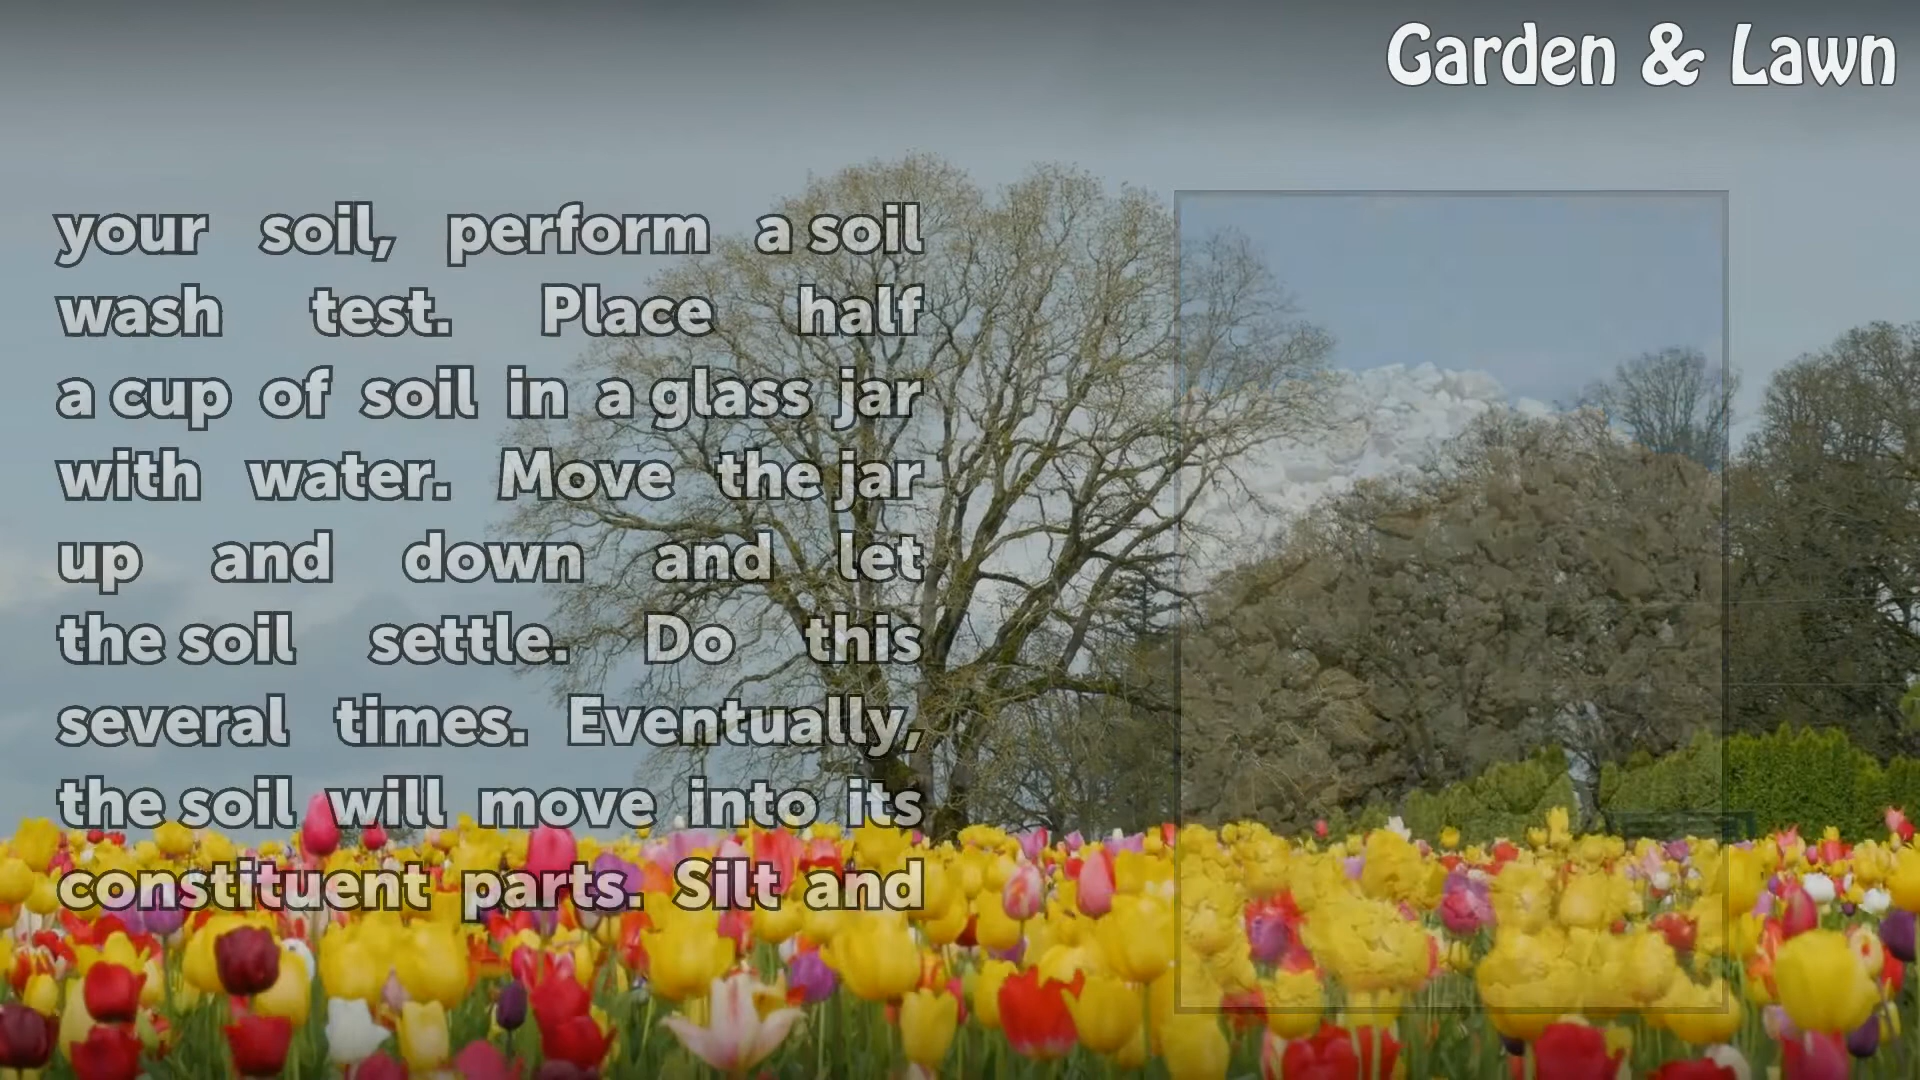 Garden & Lawn
your soil, perform a soil
wash test. Place half
a cup of soil in a glass jar
with water. Move the jar
up and down and let
the soil settle. Do this
several times. Eventually,
the soil will move into its
constituent parts. Silt and